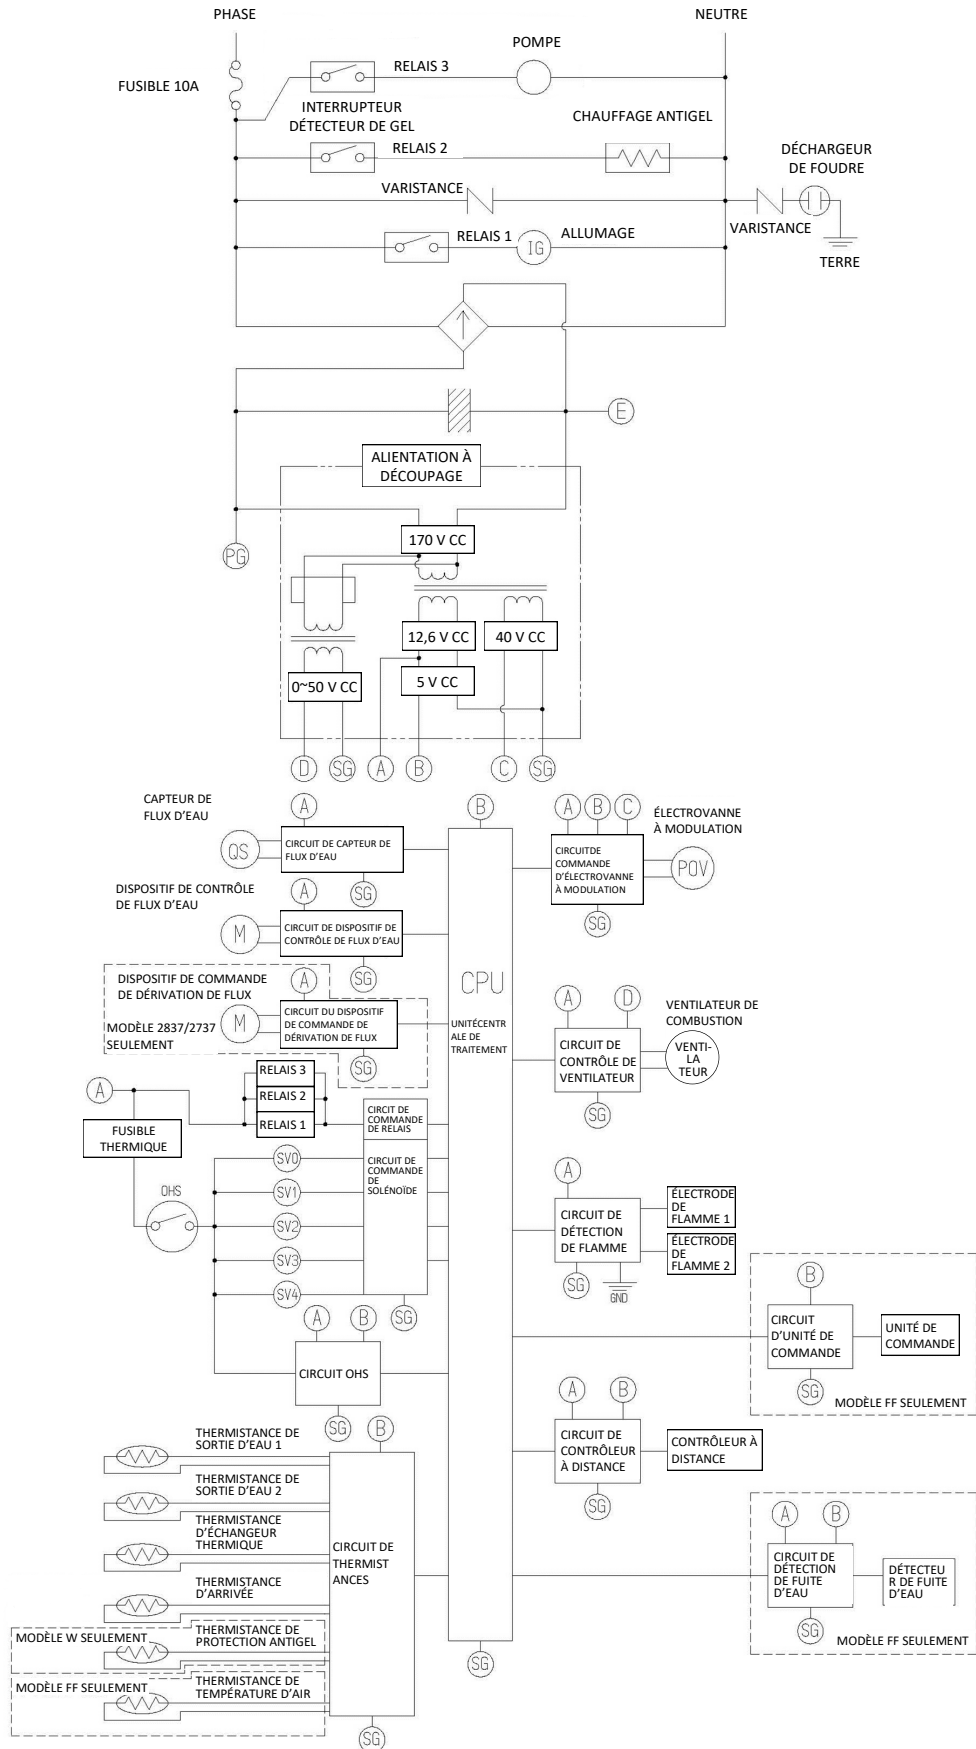 PHASE
NEUTRE
POMPE
RELAIS 3
FUSIBLE 10A
INTERRUPTEUR
DÉTECTEUR DE GEL
CHAUFFAGE ANTIGEL
RELAIS 2
DÉCHARGEUR
DE FOUDRE
VARISTANCE
VARISTANCE
RELAIS 1
IG
ALLUMAGE
TERRE
E
ALIENTATION À
DÉCOUPAGE
170 V CC
PG
12,6 V CC
40 V CC
5 V CC
0~50 V CC
D
SG
A
B
C
SG
CAPTEUR DE
FLUX D'EAU
A
QS
CIRCUIT DE CAPTEUR DE
FLUX D'EAU
SG
B
A
B
C
ÉLECTROVANNE
À MODULATION
CIRCUITDE
COMMANDE
D'ÉLECTROVANNE
À MODULATION
POV
SG
DISPOSITIF DE CONTRÔLE
DE FLUX D'EAU
A
M
CIRCUIT DE DISPOSITIF DE
CONTRÔLE DE FLUX D'EAU
SG
DISPOSITIF DE COMMANDE
DE DÉRIVATION DE FLUX
A
M
MODÈLE 2837/2737
SEULEMENT
CIRCUIT DU DISPOSITIF
DE COMMANDE DE
DÉRIVATION DE FLUX
SG
CPU
UNITÉCENTR
ALE DE
TRAITEMENT
A
D
VENTILATEUR DE
COMBUSTION
CIRCUIT DE
CONTRÔLE DE
VENTILATEUR
VENTI-
LA
TEUR
SG
A
RELAIS 3
RELAIS 2
RELAIS 1
FUSIBLE
THERMIQUE
CIRCIT DE
COMMANDE
DE RELAIS
CIRCUIT DE
COMMANDE
DE
SOLÉNOÏDE
OHS
SV0
SV1
SV2
SV3
SV4
SG
A
CIRCUIT DE
DÉTECTION
DE FLAMME
ÉLECTRODE
DE
FLAMME 1
ÉLECTRODE
DE
FLAMME 2
SG
GND
A
B
CIRCUIT OHS
SG
B
CIRCUIT
D'UNITÉ DE
COMMANDE
UNITÉ DE
COMMANDE
SG
MODÈLE FF SEULEMENT
A
B
CIRCUIT DE
CONTRÔLEUR
À DISTANCE
CONTRÔLEUR À
DISTANCE
SG
B
THERMISTANCE DE
SORTIE D'EAU 1
THERMISTANCE DE
SORTIE D'EAU 2
THERMISTANCE
D'ÉCHANGEUR
THERMIQUE
THERMISTANCE
D'ARRIVÉE
CIRCUIT DE
THERMIST
ANCES
MODÈLE W SEULEMENT
THERMISTANCE DE
PROTECTION ANTIGEL
MODÈLE FF SEULEMENT
THERMISTANCE DE
TEMPÉRATURE D'AIR
SG
SG
A
B
CIRCUIT DE
DÉTECTION
DE FUITE
D'EAU
DÉTECTEU
R DE FUITE
D'EAU
SG
MODÈLE FF SEULEMENT